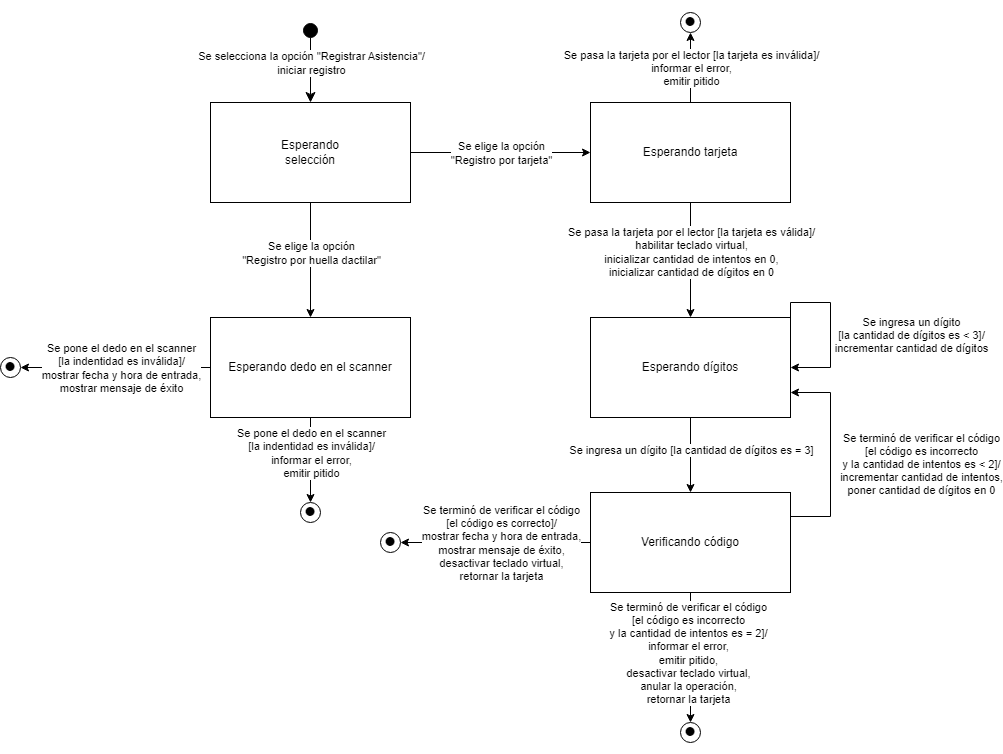 Se selecciona la opción "Registrar Asistencia"/
iniciar registro
Se pasa la tarjeta por el lector [la tarjeta es inválida]/
informar el error,
emitir pitido
Esperando
selección
Se elige la opción
"Registro por tarjeta"
Esperando tarjeta
Se elige la opción
"Registro por huella dactilar"
Se pasa la tarjeta por el lector [la tarjeta es válida]/
habilitar teclado virtual,
inicializar cantidad de intentos en 0,
inicializar cantidad de dígitos en 0
Se pone el dedo en el scanner
[la indentidad es inválida]/
mostrar fecha y hora de entrada,
mostrar mensaje de éxito
Esperando dedo en el scanner
Esperando dígitos
Se ingresa un dígito
[la cantidad de dígitos es < 3]/
incrementar cantidad de dígitos
Se pone el dedo en el scanner
[la indentidad es inválida]/
informar el error,
emitir pitido
Se ingresa un dígito [la cantidad de dígitos es = 3]
Se terminó de verificar el código
[el código es incorrecto
y la cantidad de intentos es < 2]/
incrementar cantidad de intentos,
poner cantidad de dígitos en 0
Se terminó de verificar el código
[el código es correcto]/
mostrar fecha y hora de entrada,
mostrar mensaje de éxito,
desactivar teclado virtual,
retornar la tarjeta
Verificando código
Se terminó de verificar el código
[el código es incorrecto
y la cantidad de intentos es = 2]/
informar el error,
emitir pitido,
desactivar teclado virtual,
anular la operación,
retornar la tarjeta